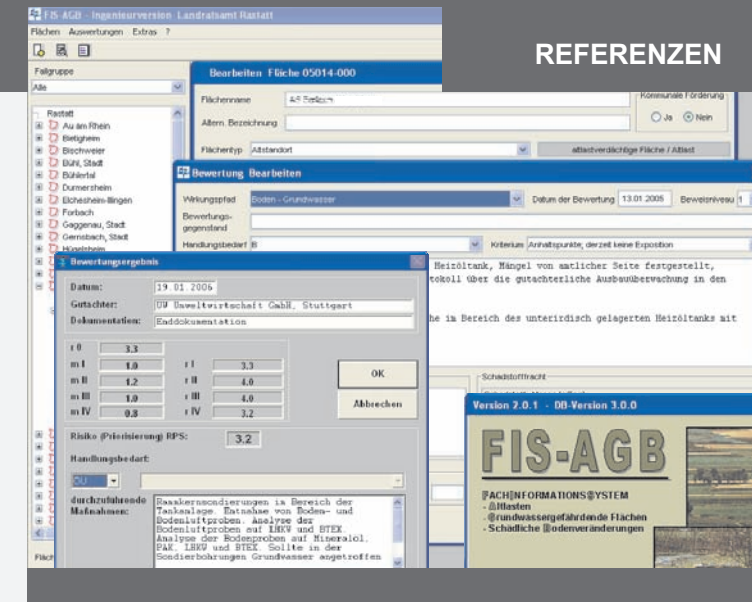 FIS-AGB - Ingenieurversion Landratsamt Rastatt
Flächen Auswertungen Extras ?
REFERENZEN
Fallgruppe
Alle
Rastatt
Au am Rhein
Bietigheim
Bischweier
Bühl, Stadt
Bühlertal
Durmersheim
Elchesheim-Illingen
Forbach
Gaggenau, Stadt
Gernsbach, Stadt
Hügelsheim
Bearbeiten Fläche 05014-000
Flächenname
Kommunale Förderung
Altern. Bezeichnung
Ja Nein
Flächentyp Altstandort
altlastverdächtige Fläche / Altlast
Bewertung Bearbeiten
Wirkungspfad Boden - Grundwasser
Datum der Bewertung 13.01.2005 Beweisniveau 1
Bewertungs-
gegenstand
Handlungsbedarf B
Kriterium Anhaltspunkte; derzeit keine Exposition
Heizöltank, Mängel von amtlicher Seite festgestellt,
tokoll über die gutachterliche Ausbauüberwachung in den
he im Bereich des unterirdisch gelagerten Heizöltanks mit
Schadstofffracht
Bewertungsergebnis
Datum: 19.01.2006
Gutachter: UW Umweltwirtschaft GmbH, Stuttgart
Dokumentation: Enddokumentation
r 0 3.3
m I 1.0 r I 3.3
m II 1.2 r II 4.0
m III 1.0 r III 4.0
m IV 0.8 r IV 3.2
OK
Abbrechen
Risiko (Priorisierung) RPS: 3.2
Handlungsbedarf:
OU
durchzuführende
Maßnahmen:
Rammkernsondierungen im Bereich der
Tankanlage. Entnahme von Boden- und
Bodenluftproben. Analyse der
Bodenluftproben auf LHKW und BTEX.
Analyse der Bodenproben auf Mineralöl,
PAK, LHKW und BTEX. Sollte in der
Sondierbohrungen Grundwasser angetroffen
Version 2.0.1 - DB-Version 3.0.0
FIS-AGB
FACHINFORMATIONSSYSTEM
- Altlasten
- Grundwassergefährdende Flächen
- Schädliche Bodenveränderungen